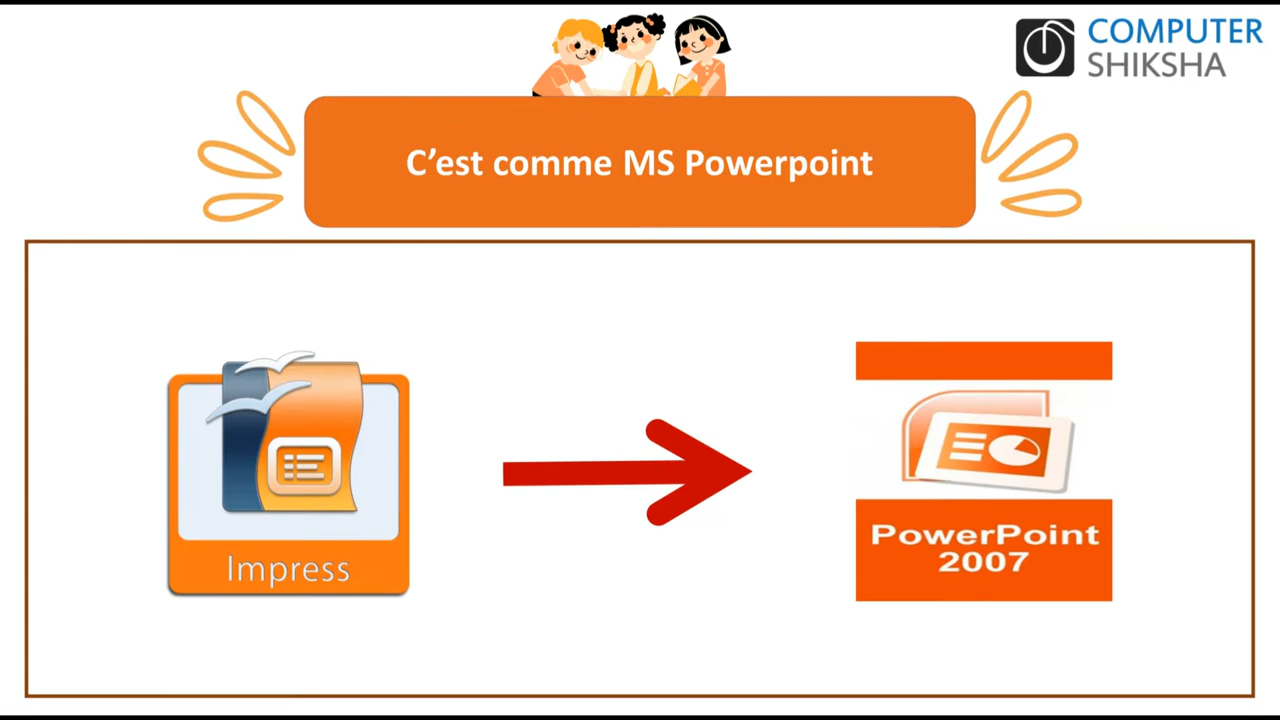 COMPUTER
SHIKSHA
C’est comme MS Powerpoint
Impress
PowerPoint
2007